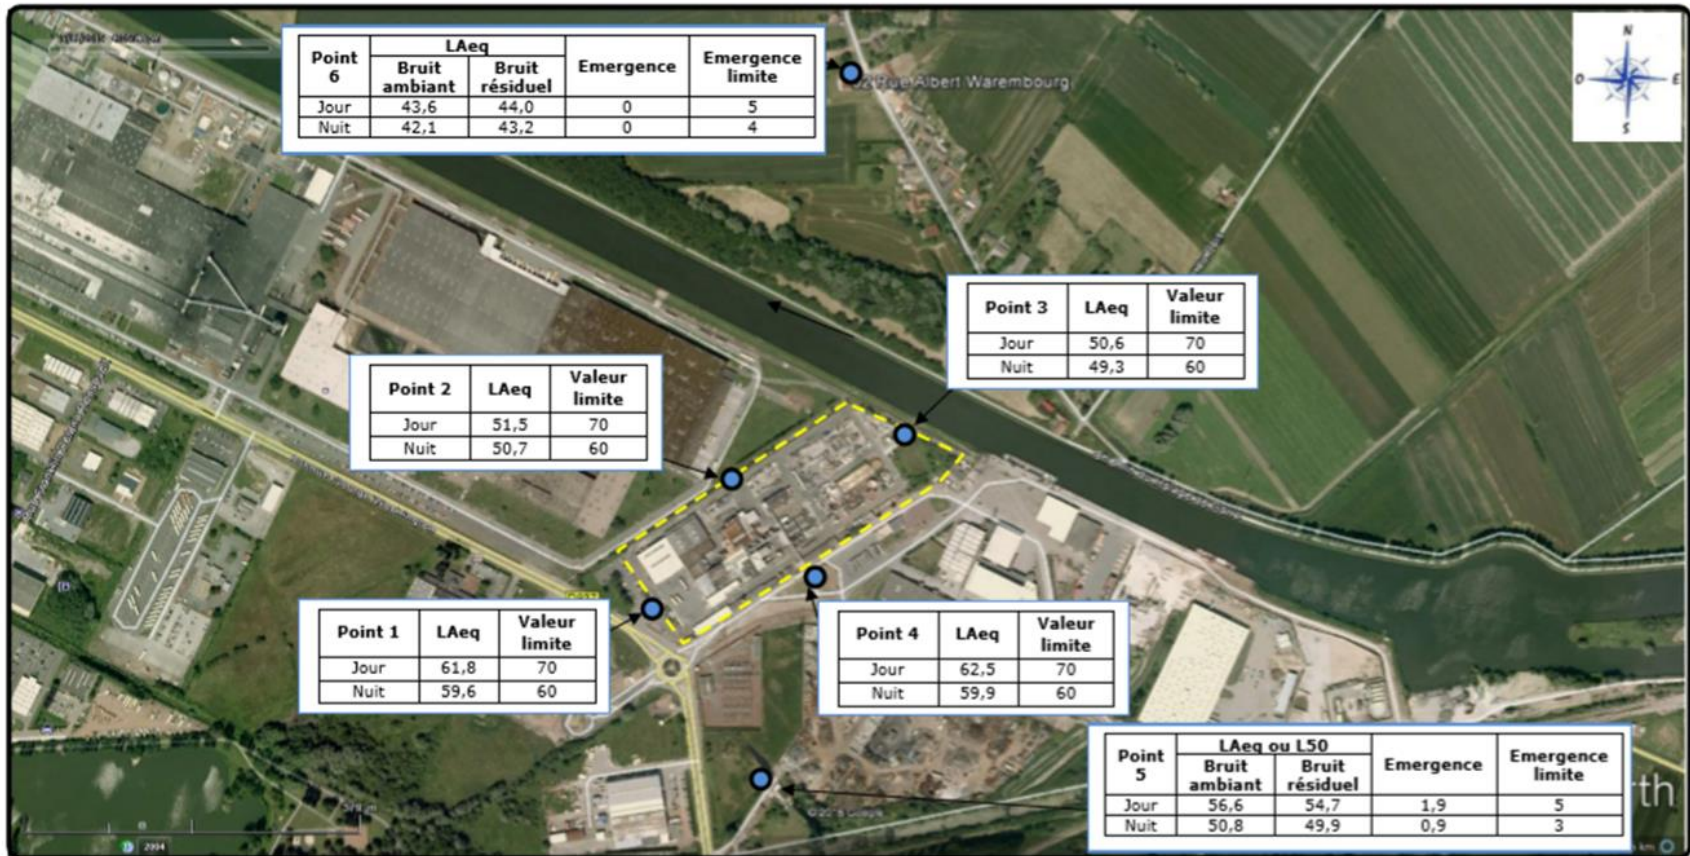 Point 6 LAeq Emergence Emergence limite
Bruit ambiant Bruit résiduel
Jour 43,6 44,0 0 5
Nuit 42,1 43,2 0 4
Rue Albert Warembourg
N
O E
S
Point 3 LAeq Valeur limite
Jour 50,6 70
Nuit 49,3 60
Point 2 LAeq Valeur limite
Jour 51,5 70
Nuit 50,7 60
Point 1 LAeq Valeur limite
Jour 61,8 70
Nuit 59,6 60
Point 4 LAeq Valeur limite
Jour 62,5 70
Nuit 59,9 60
Point 5 LAeq ou L50 Emergence Emergence limite
Bruit ambiant Bruit résiduel
Jour 56,6 54,7 1,9 5
Nuit 50,8 49,9 0,9 3
rth
km
2004